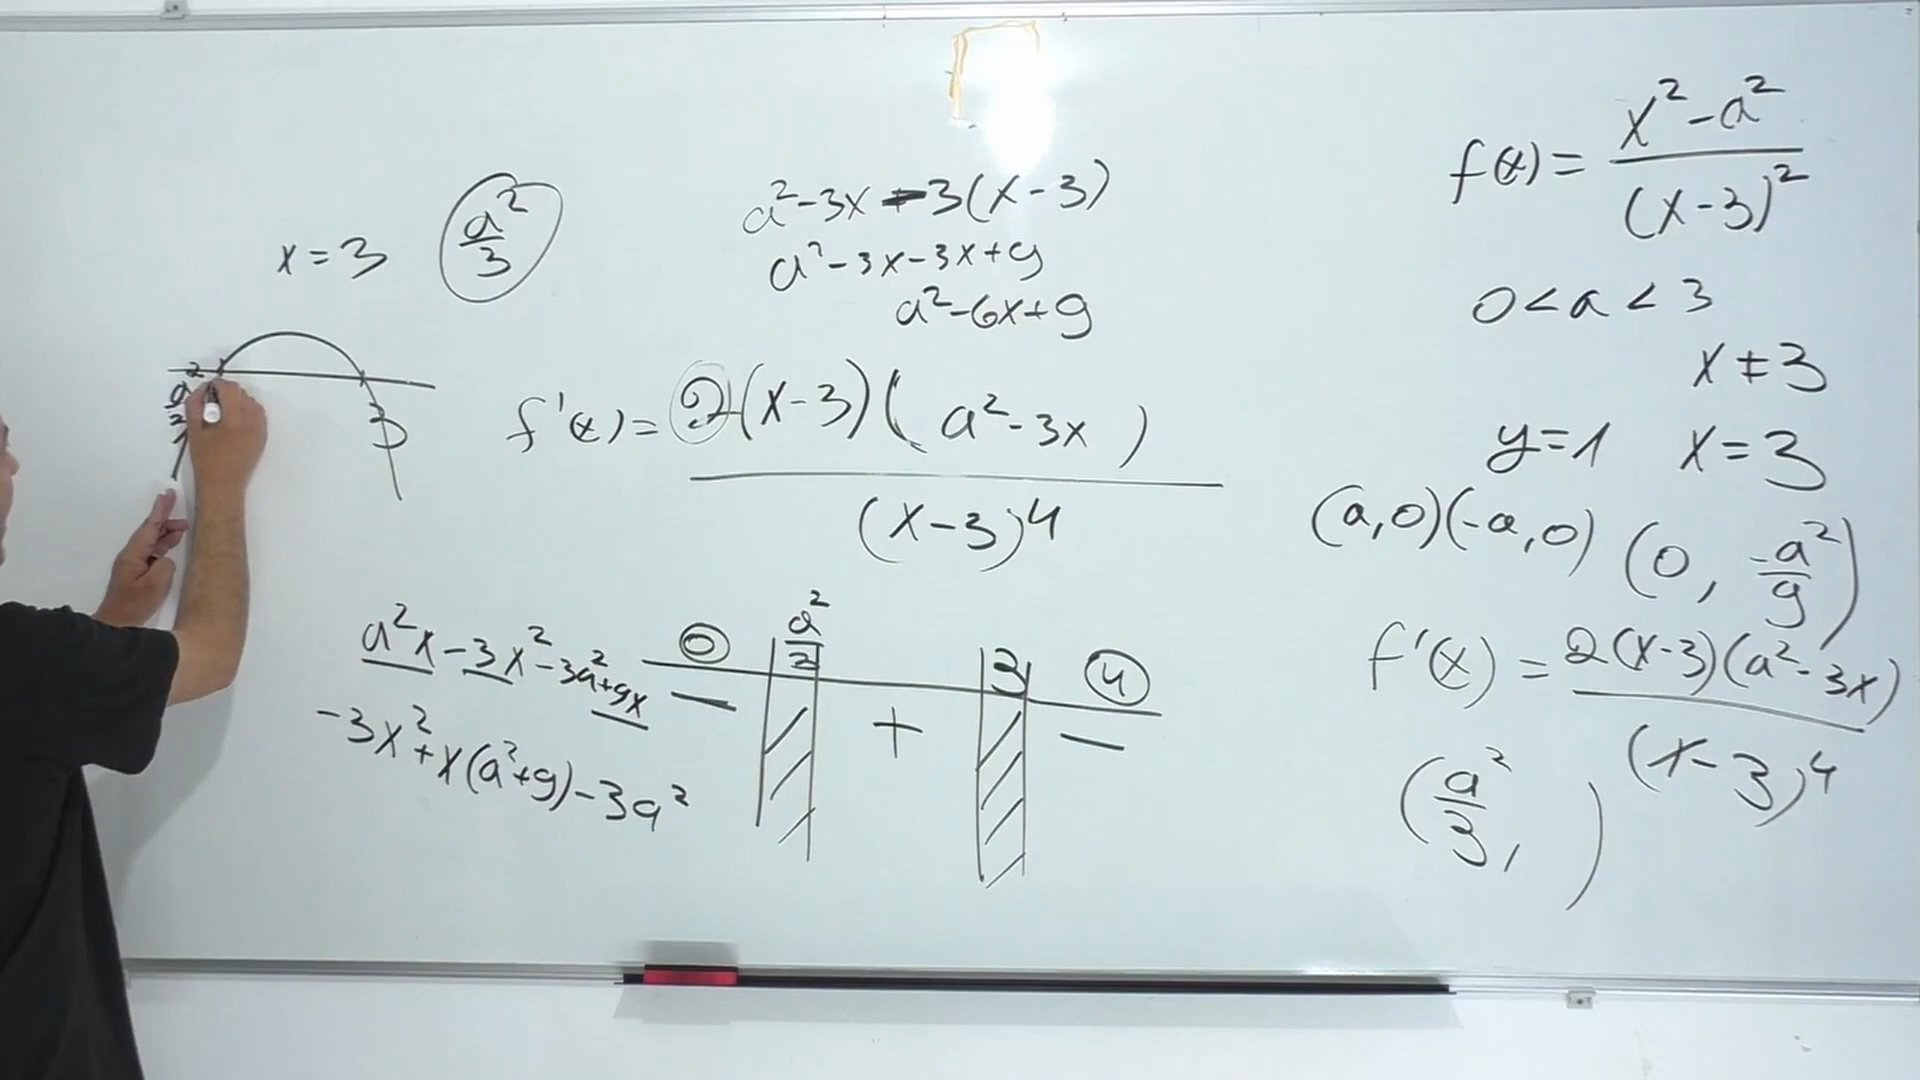 f(x) = x² - a² / (x-3)²
0 < a < 3
x ≠ 3
y=1 x=3
(a,0)(-a,0) (0, -a²/9)
f'(x) = 2(x-3)(a²-3x) / (x-3)⁴
(a²/3, )
a²-3x-3(x-3)
a²-3x-3x+9
a²-6x+9
f'(x) = 2(x-3)(a²-3x) / (x-3)⁴
x=3 a²/3
a²/3 3
a²x-3x²-3a²+9x
-3x²+x(a²+9)-3a²
0 a²/3 3 4
- + -